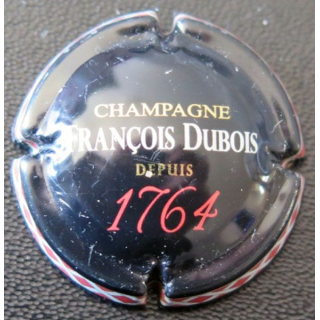 CHAMPAGNE
FRANÇOIS DUBOIS
DEPUIS
1764